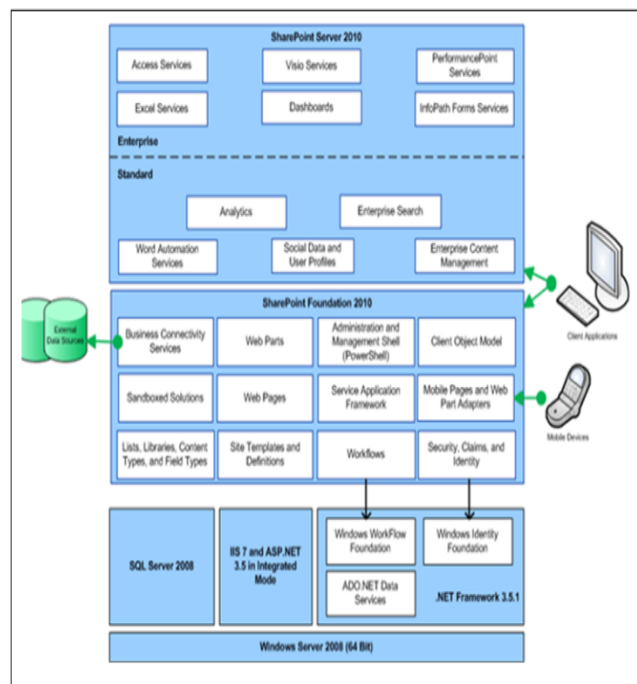 SharePoint Server 2010
Access Services
Visio Services
PerformancePoint
Services
Excel Services
Dashboards
InfoPath Forms Services
Enterprise
Standard
Analytics
Enterprise Search
Word Automation
Services
Social Data and
User Profiles
Enterprise Content
Management
Client Applications
SharePoint Foundation 2010
External
Data Sources
Business Connectivity
Services
Web Parts
Administration and
Management Shell
(PowerShell)
Client Object Model
Sandboxed Solutions
Web Pages
Service Application
Framework
Mobile Pages and Web
Part Adapters
Mobile Devices
Lists, Libraries, Content
Types, and Field Types
Site Templates and
Definitions
Workflows
Security, Claims, and
Identity
SQL Server 2008
IIS 7 and ASP.NET
3.5 in Integrated
Mode
Windows WorkFlow
Foundation
Windows Identity
Foundation
ADO.NET Data
Services
.NET Framework 3.5.1
Windows Server 2008 (64 Bit)